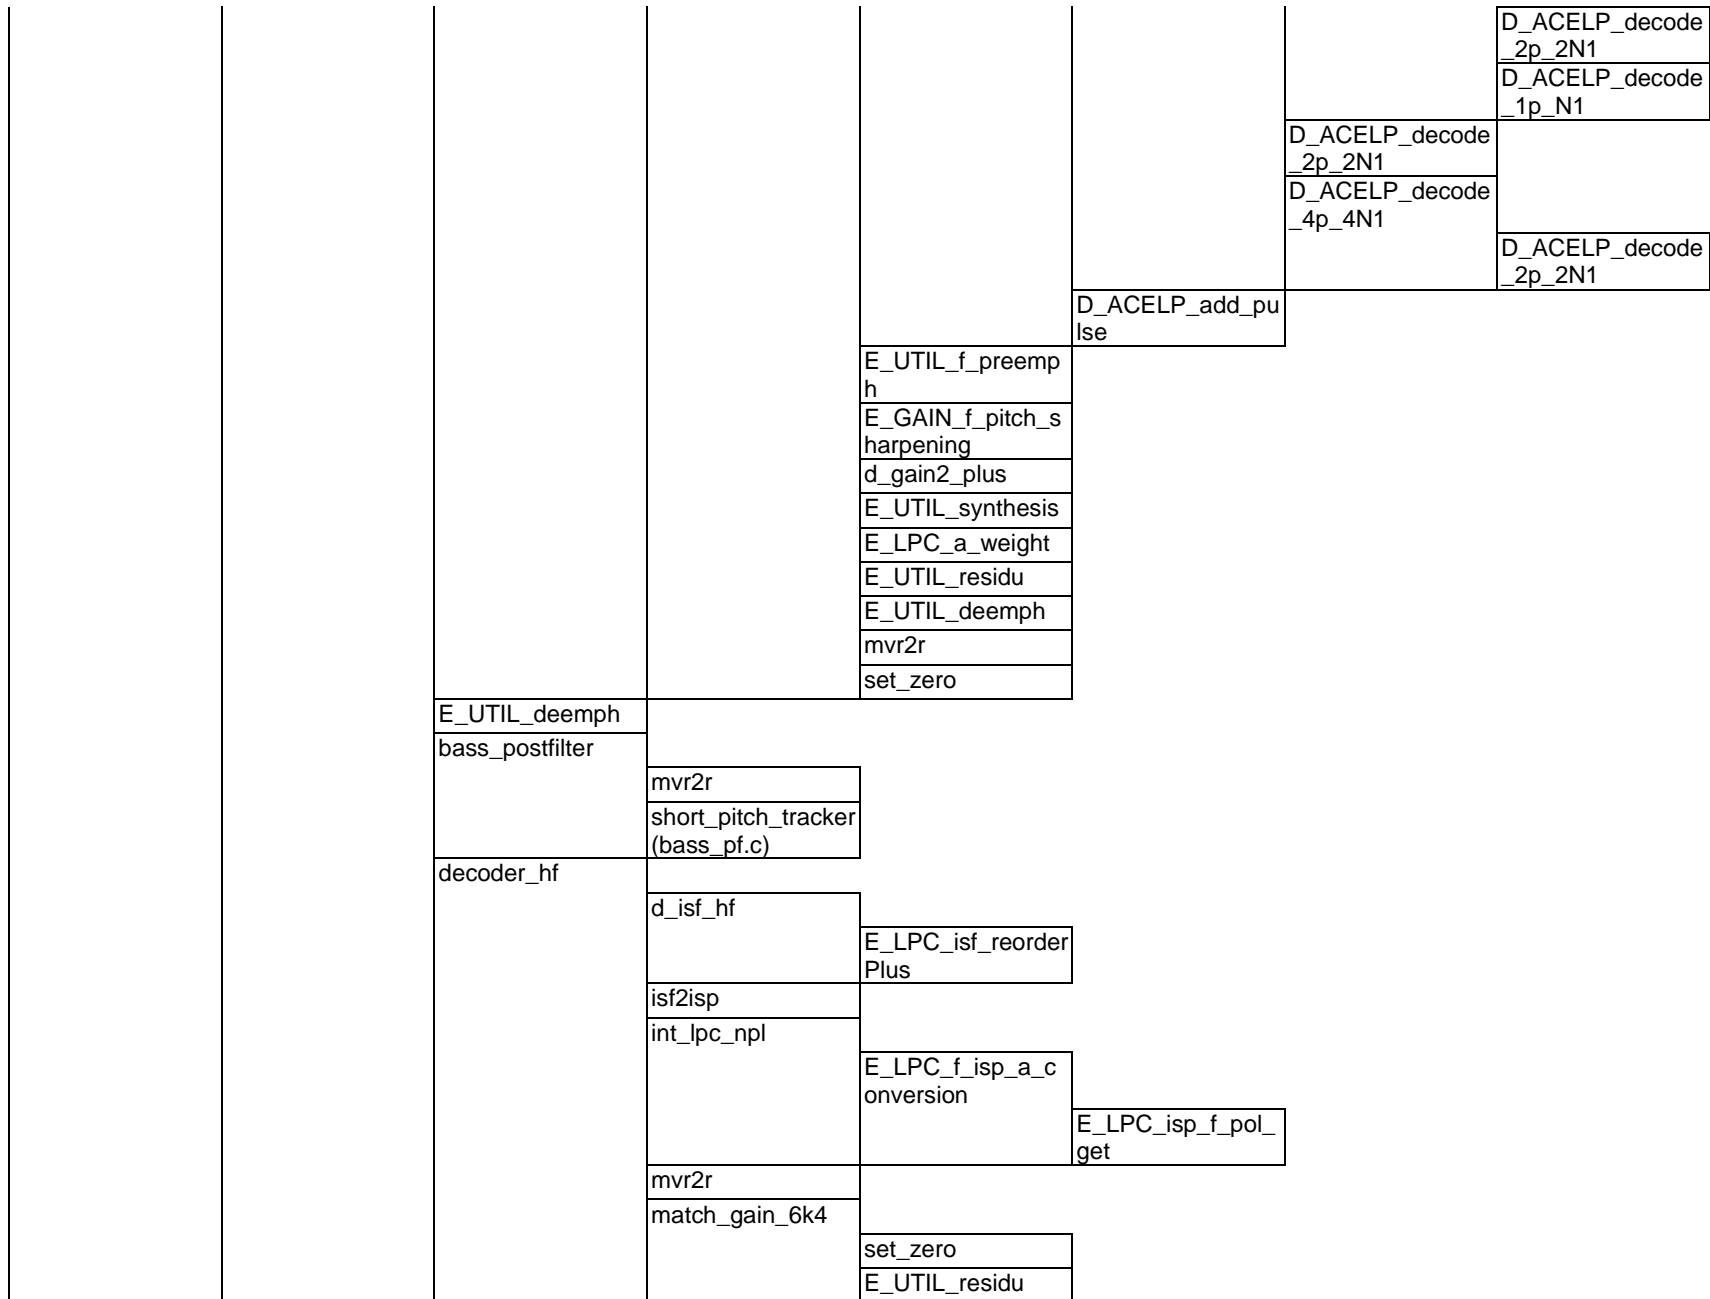 D_ACELP_decode
_2p_2N1
D_ACELP_decode
_1p_N1
D_ACELP_decode
_2p_2N1
D_ACELP_decode
_4p_4N1
D_ACELP_decode
_2p_2N1
D_ACELP_add_pu
lse
E_UTIL_f_preemp
h
E_GAIN_f_pitch_s
harpening
d_gain2_plus
E_UTIL_synthesis
E_LPC_a_weight
E_UTIL_residu
E_UTIL_deemph
mvr2r
set_zero
E_UTIL_deemph
bass_postfilter
mvr2r
short_pitch_tracker
(bass_pf.c)
decoder_hf
d_isf_hf
E_LPC_isf_reorder
Plus
isf2isp
int_lpc_npl
E_LPC_f_isp_a_c
onversion
E_LPC_isp_f_pol_
get
mvr2r
match_gain_6k4
set_zero
E_UTIL_residu